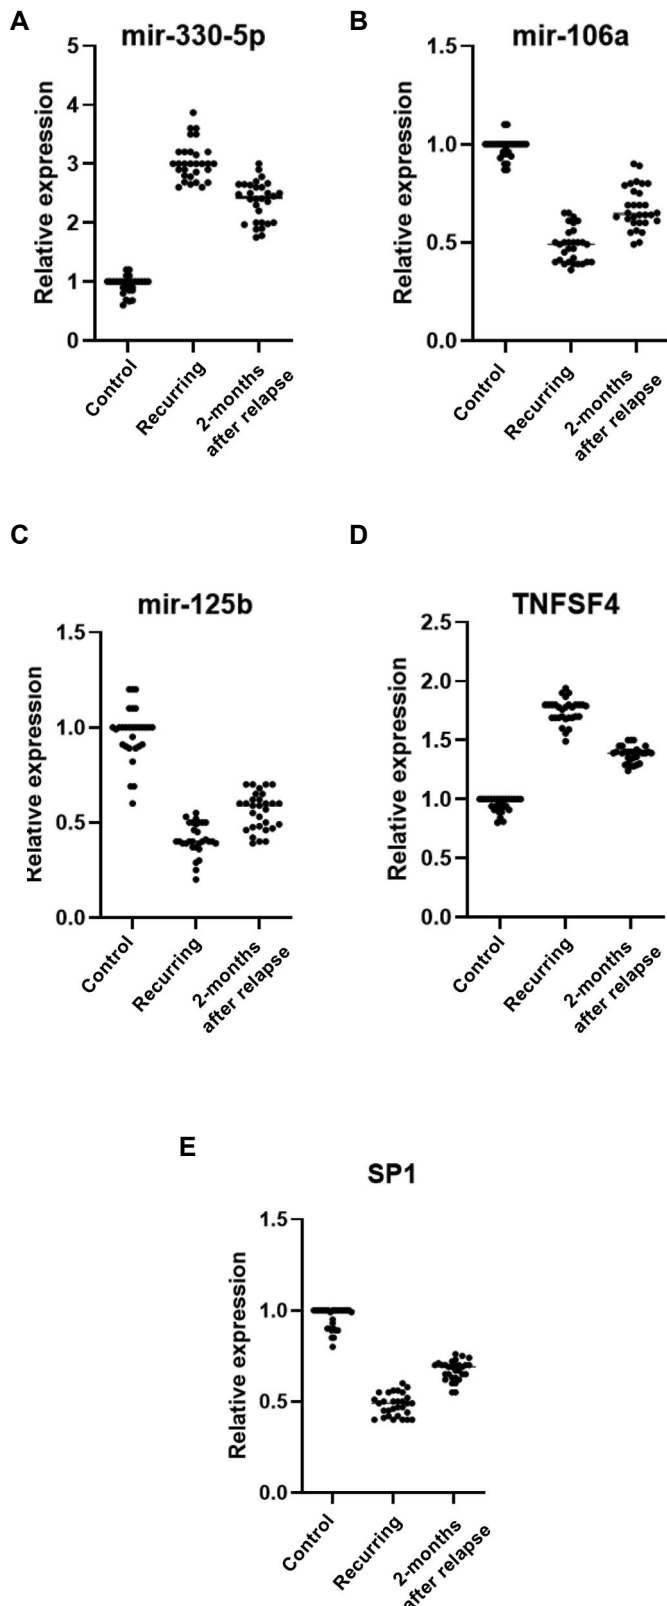 A
mir-330-5p
5
4
3
2
1
0
Relative expression
Control
Recurring
2-months
after relapse
B
mir-106a
1.5
1.0
0.5
0.0
Relative expression
Control
Recurring
2-months
after relapse
C
mir-125b
1.5
1.0
0.5
0.0
Relative expression
Control
Recurring
2-months
after relapse
D
TNFSF4
2.5
2.0
1.5
1.0
0.5
0.0
Relative expression
Control
Recurring
2-months
after relapse
E
SP1
1.5
1.0
0.5
0.0
Relative expression
Control
Recurring
2-months
after relapse